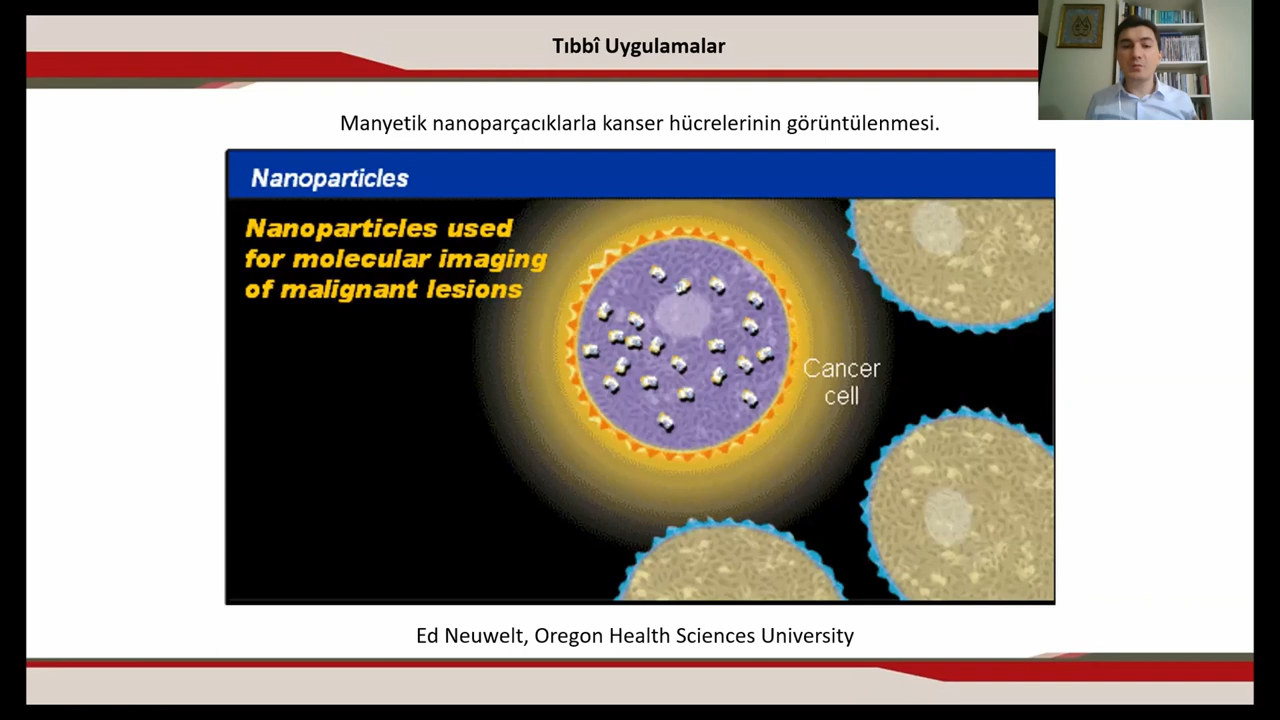 Tıbbî Uygulamalar
Manyetik nanoparçacıklarla kanser hücrelerinin görüntülenmesi.
Nanoparticles
Nanoparticles used
for molecular imaging
of malignant lesions
Cancer
cell
Ed Neuwelt, Oregon Health Sciences University